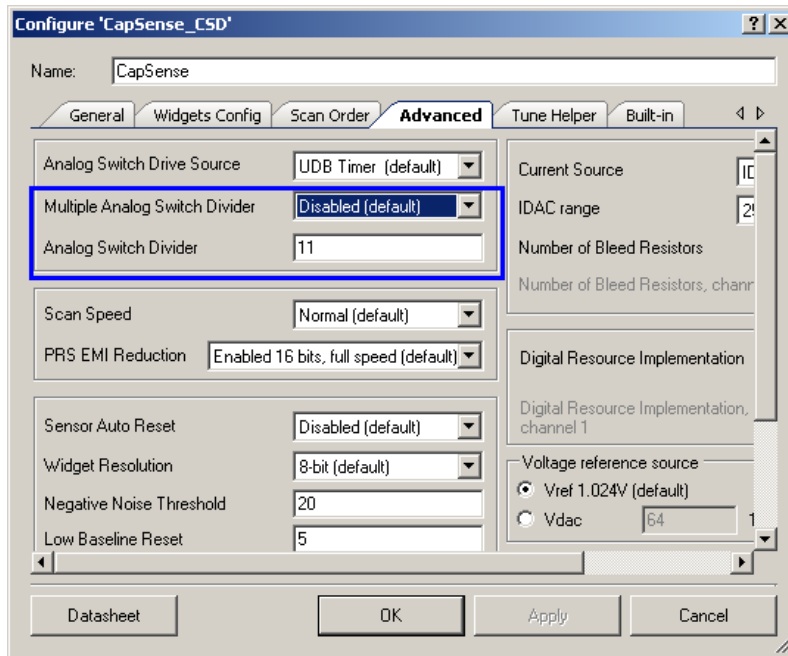 Configure 'CapSense_CSD'
Name: CapSense
General Widgets Config Scan Order Advanced Tune Helper Built-in
Analog Switch Drive Source UDB Timer (default)
Multiple Analog Switch Divider Disabled (default)
Analog Switch Divider 11
Scan Speed Normal (default)
PRS EMI Reduction Enabled 16 bits, full speed (default)
Sensor Auto Reset Disabled (default)
Widget Resolution 8-bit (default)
Negative Noise Threshold 20
Low Baseline Reset 5
Current Source
IDAC range
Number of Bleed Resistors
Number of Bleed Resistors,
Digital Resource Implementation
Digital Resource Implementation,
channel 1
Voltage reference source
Vref 1.024V (default)
Vdac 64
Datasheet OK Apply Cancel